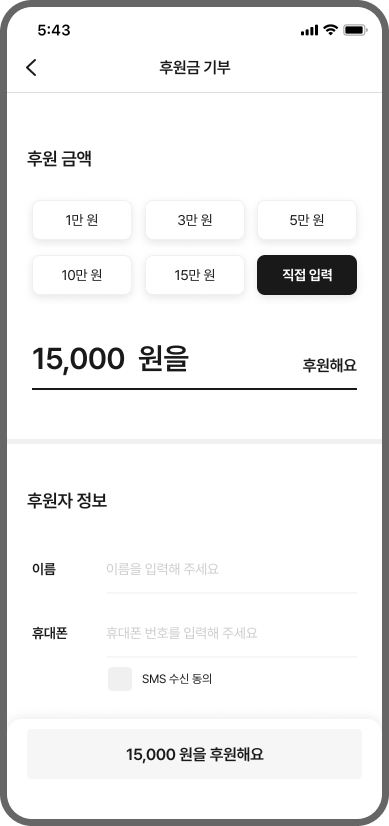 5:43
후원금 기부
후원 금액
1만 원 3만 원 5만 원
10만 원 15만 원 직접 입력
15,000 원을 후원해요
후원자 정보
이름 이름을 입력해 주세요
휴대폰 휴대폰 번호를 입력해 주세요
SMS 수신 동의
15,000 원을 후원해요